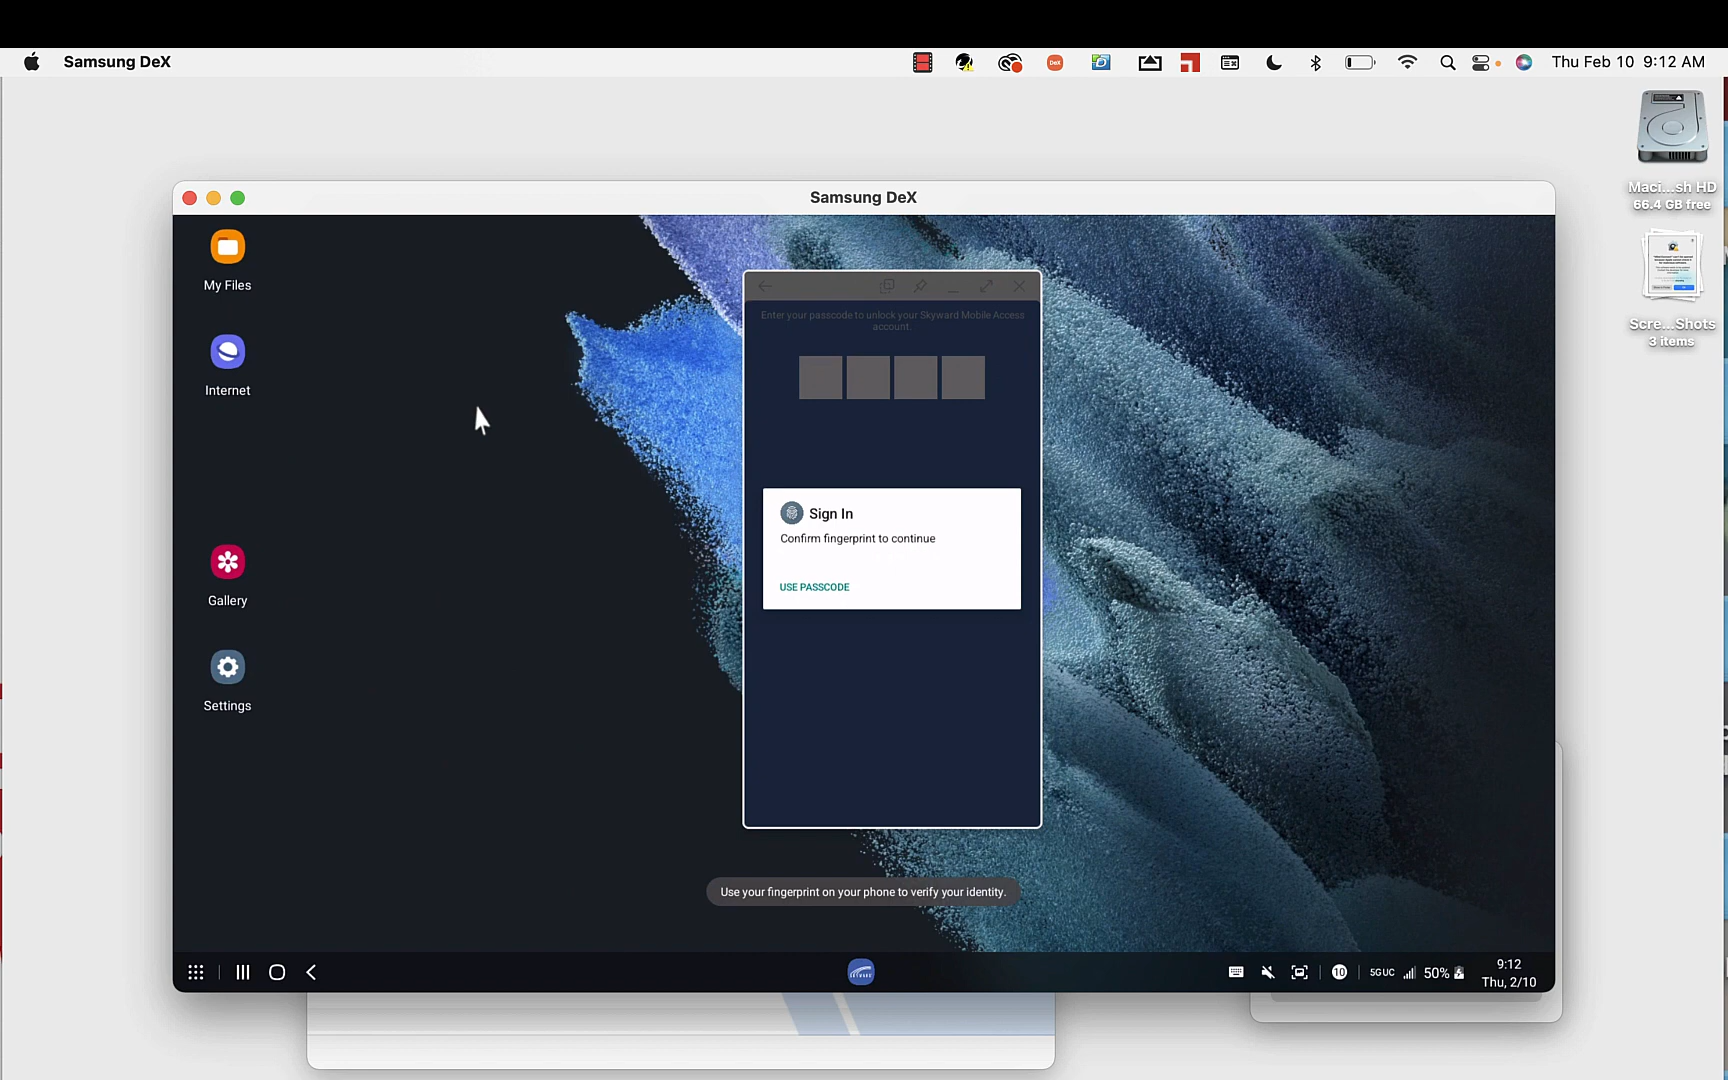 Samsung DeX
Thu Feb 10 9:12 AM
Maci...sh HD
66.4 GB free
Scre...Shots
3 items
Samsung DeX
My Files
Internet
Gallery
Settings
Enter your passcode to unlock your Skyward Mobile Access
account.
Sign In
Confirm fingerprint to continue
USE PASSCODE
Use your fingerprint on your phone to verify your identity.
SKYWARD
10
5GUC
50%
9:12
Thu, 2/10